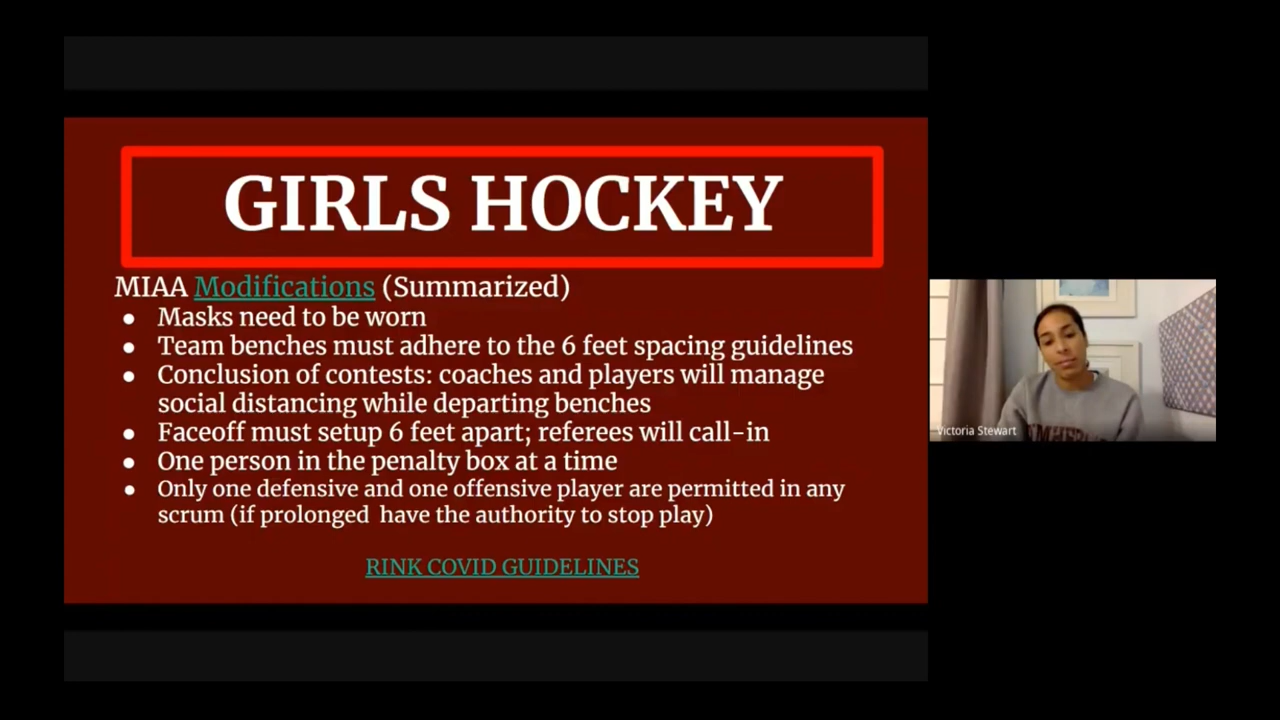 GIRLS HOCKEY
MIAA Modifications (Summarized)
● Masks need to be worn
● Team benches must adhere to the 6 feet spacing guidelines
● Conclusion of contests: coaches and players will manage
social distancing while departing benches
● Faceoff must setup 6 feet apart; referees will call-in
● One person in the penalty box at a time
● Only one defensive and one offensive player are permitted in any
scrum (if prolonged have the authority to stop play)
RINK COVID GUIDELINES
Victoria Stewart